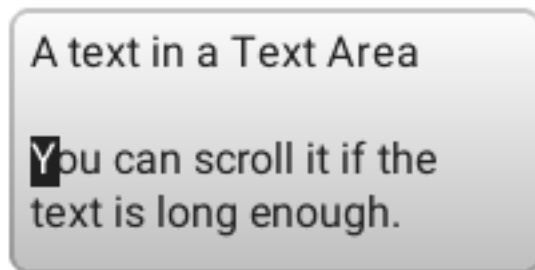 A text in a Text Area

You can scroll it if the
text is long enough.